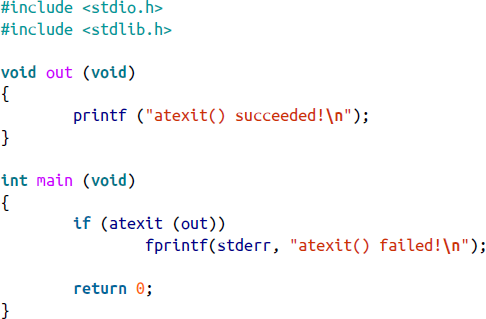 #include <stdio.h>
#include <stdlib.h>
void out (void)
{
        printf ("atexit() succeeded!\n");
}
int main (void)
{
        if (atexit (out))
                fprintf(stderr, "atexit() failed!\n");
        return 0;
}